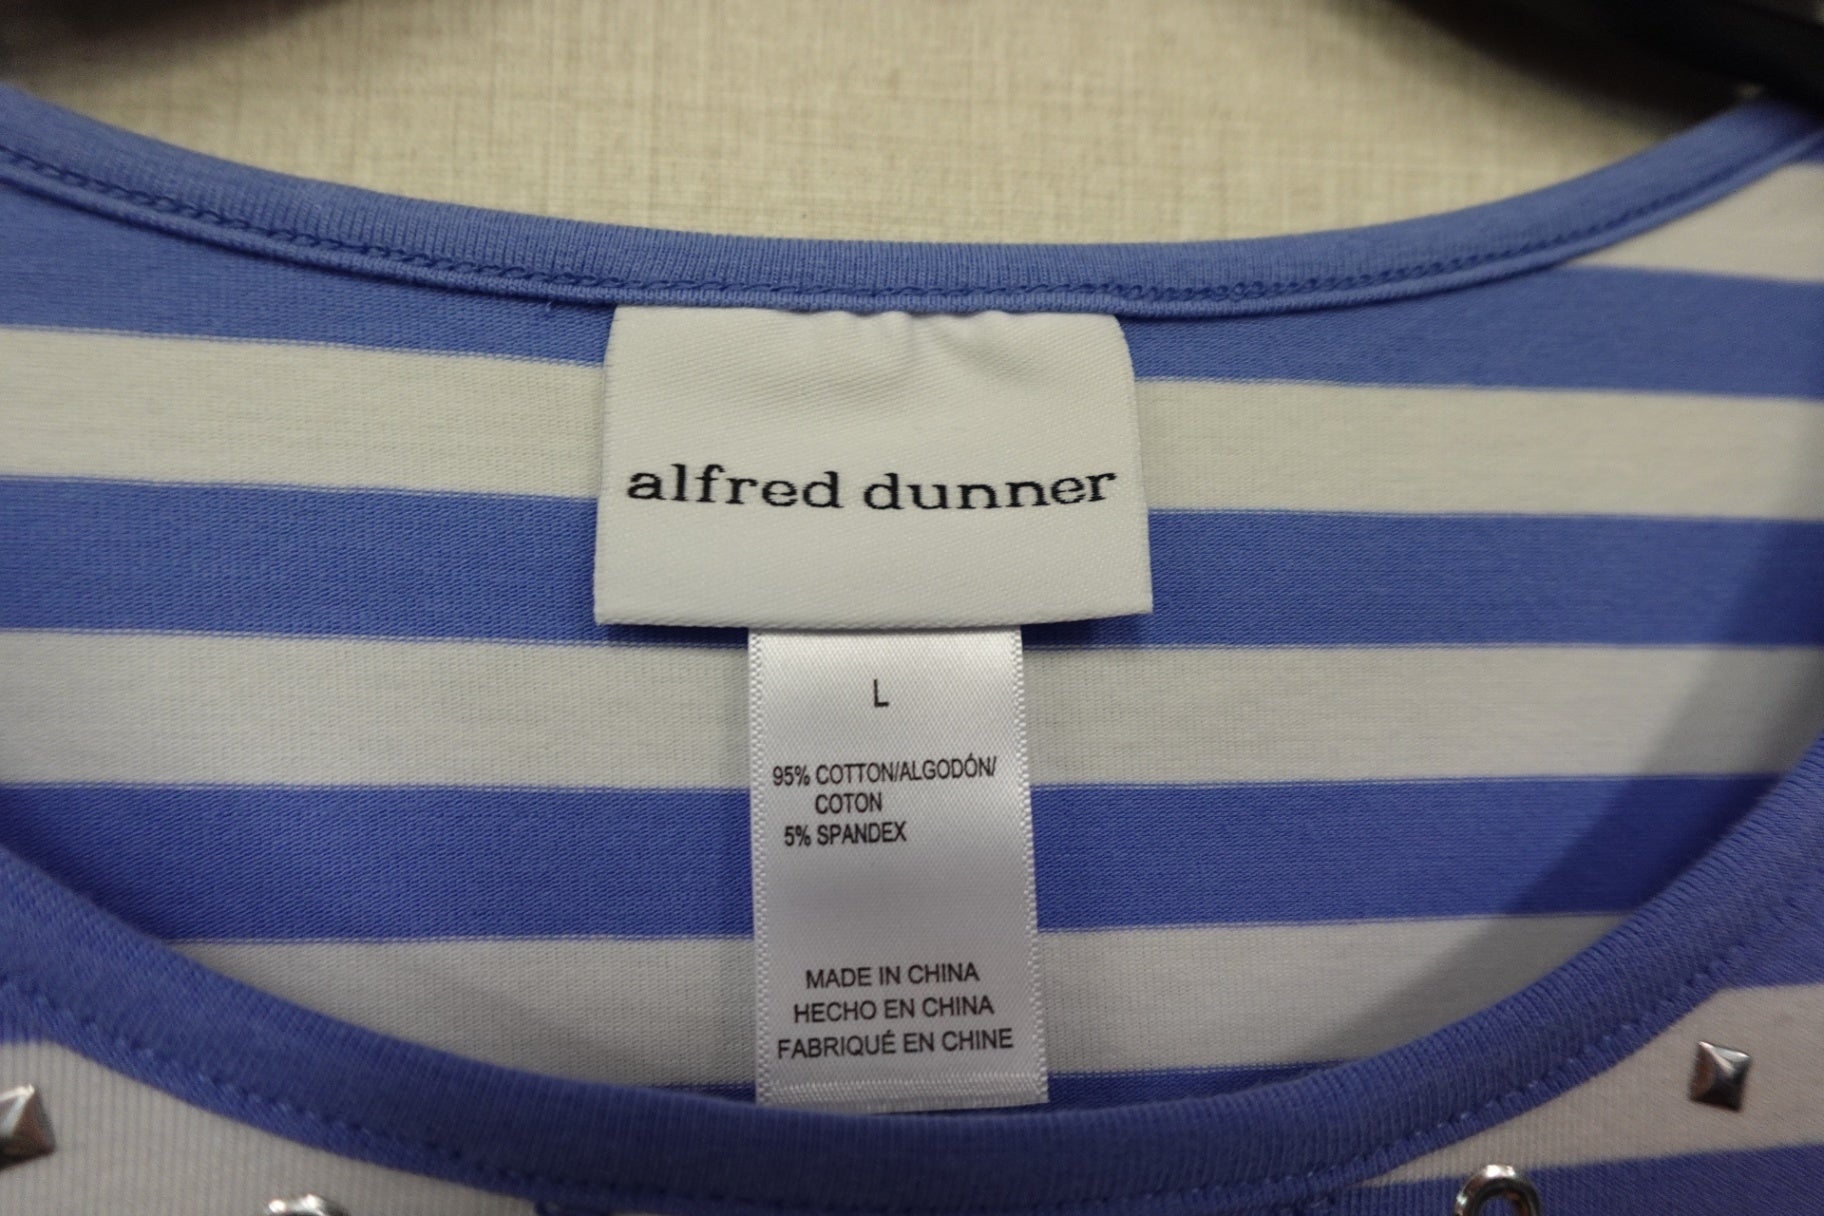 alfred dunner
L
95% COTTON/ALGODÓN/
COTON
5% SPANDEX
MADE IN CHINA
HECHO EN CHINA
FABRIQUÉ EN CHINE